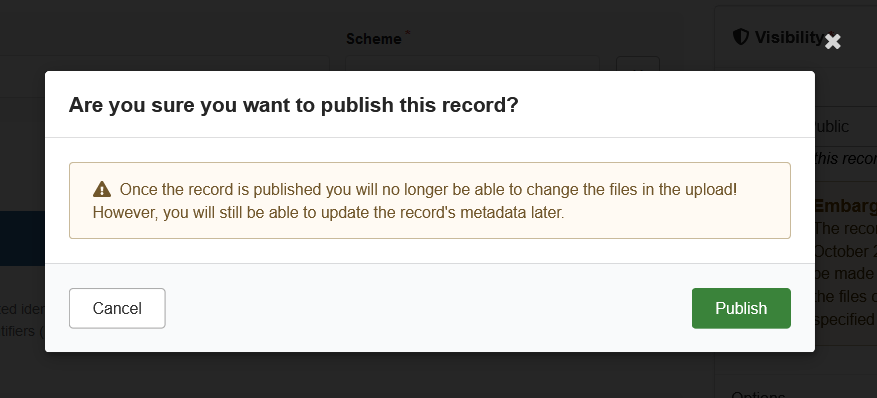 Scheme *
Visibility
Are you sure you want to publish this record?
ublic
this recor
Once the record is published you will no longer be able to change the files in the upload!
However, you will still be able to update the record's metadata later.
Embarg
The recor
October 2
be made
ted iden
Cancel
Publish
the files o
tifiers (
specified
Options